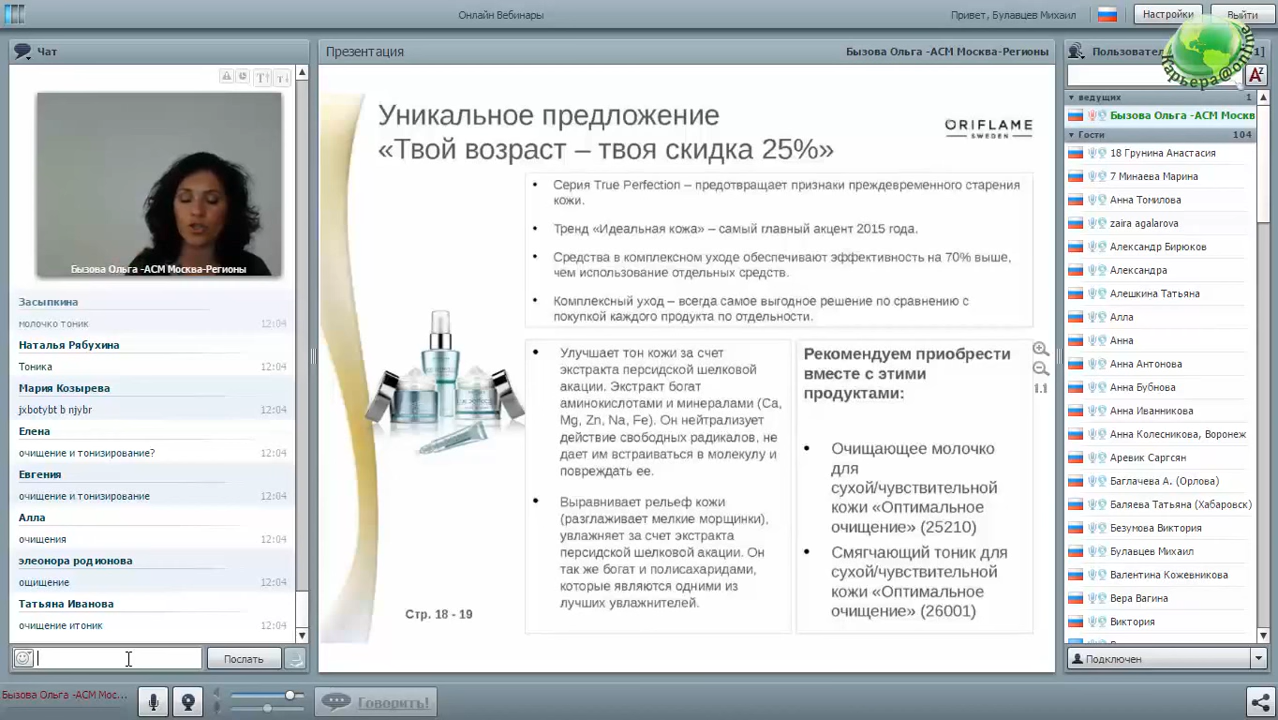 Онлайн Вебинары
Привет, Булавцев Михаил
Настройки
Выйти
Чат
Бызова Ольга -АСМ Москва-Регионы
Засыпкина
молочко тоник 12:04
Наталья Рябухина
Тоника 12:04
Мария Козырева
jxbotybt b njybr 12:04
Елена
очищение и тонизирование? 12:04
Евгения
очищение и тонизирование 12:04
Алла
очищения 12:04
элеонора родионова
ощищение 12:04
Татьяна Иванова
очищение итоник 12:04
Послать
Бызова Ольга -АСМ Мос...
Говорить!
Презентация
Бызова Ольга -АСМ Москва-Регионы
Уникальное предложение
«Твой возраст – твоя скидка 25%»
ORIFLAME
SWEDEN
• Серия True Perfection – предотвращает признаки преждевременного старения
кожи.
• Тренд «Идеальная кожа» – самый главный акцент 2015 года.
• Средства в комплексном уходе обеспечивают эффективность на 70% выше,
чем использование отдельных средств.
• Комплексный уход – всегда самое выгодное решение по сравнению с
покупкой каждого продукта по отдельности.
• Улучшает тон кожи за счет
экстракта персидской шелковой
акации. Экстракт богат
аминокислотами и минералами (Ca,
Mg, Zn, Na, Fe). Он нейтрализует
действие свободных радикалов, не
дает им встраиваться в молекулу и
повреждать ее.
• Выравнивает рельеф кожи
(разглаживает мелкие морщинки),
увлажняет за счет экстракта
персидской шелковой акации. Он
так же богат и полисахаридами,
которые являются одними из
лучших увлажнителей.
Рекомендуем приобрести
вместе с этими
продуктами:
• Очищающее молочко
для
сухой/чувствительной
кожи «Оптимальное
очищение» (25210)
• Смягчающий тоник для
сухой/чувствительной
кожи «Оптимальное
очищение» (26001)
Стр. 18 - 19
1.1
Карьера@online
ведущих 1
Бызова Ольга -АСМ Москв
Гости 104
18 Грунина Анастасия
7 Минаева Марина
Анна Томилова
zaira agalarova
Александр Бирюков
Александра
Алешкина Татьяна
Алла
Анна
Анна Антонова
Анна Бубнова
Анна Иванникова
Анна Колесникова, Воронеж
Аревик Саргсян
Баглачева А. (Орлова)
Баляева Татьяна (Хабаровск)
Безумова Виктория
Булавцев Михаил
Валентина Кожевникова
Вера Вагина
Виктория
Подключен